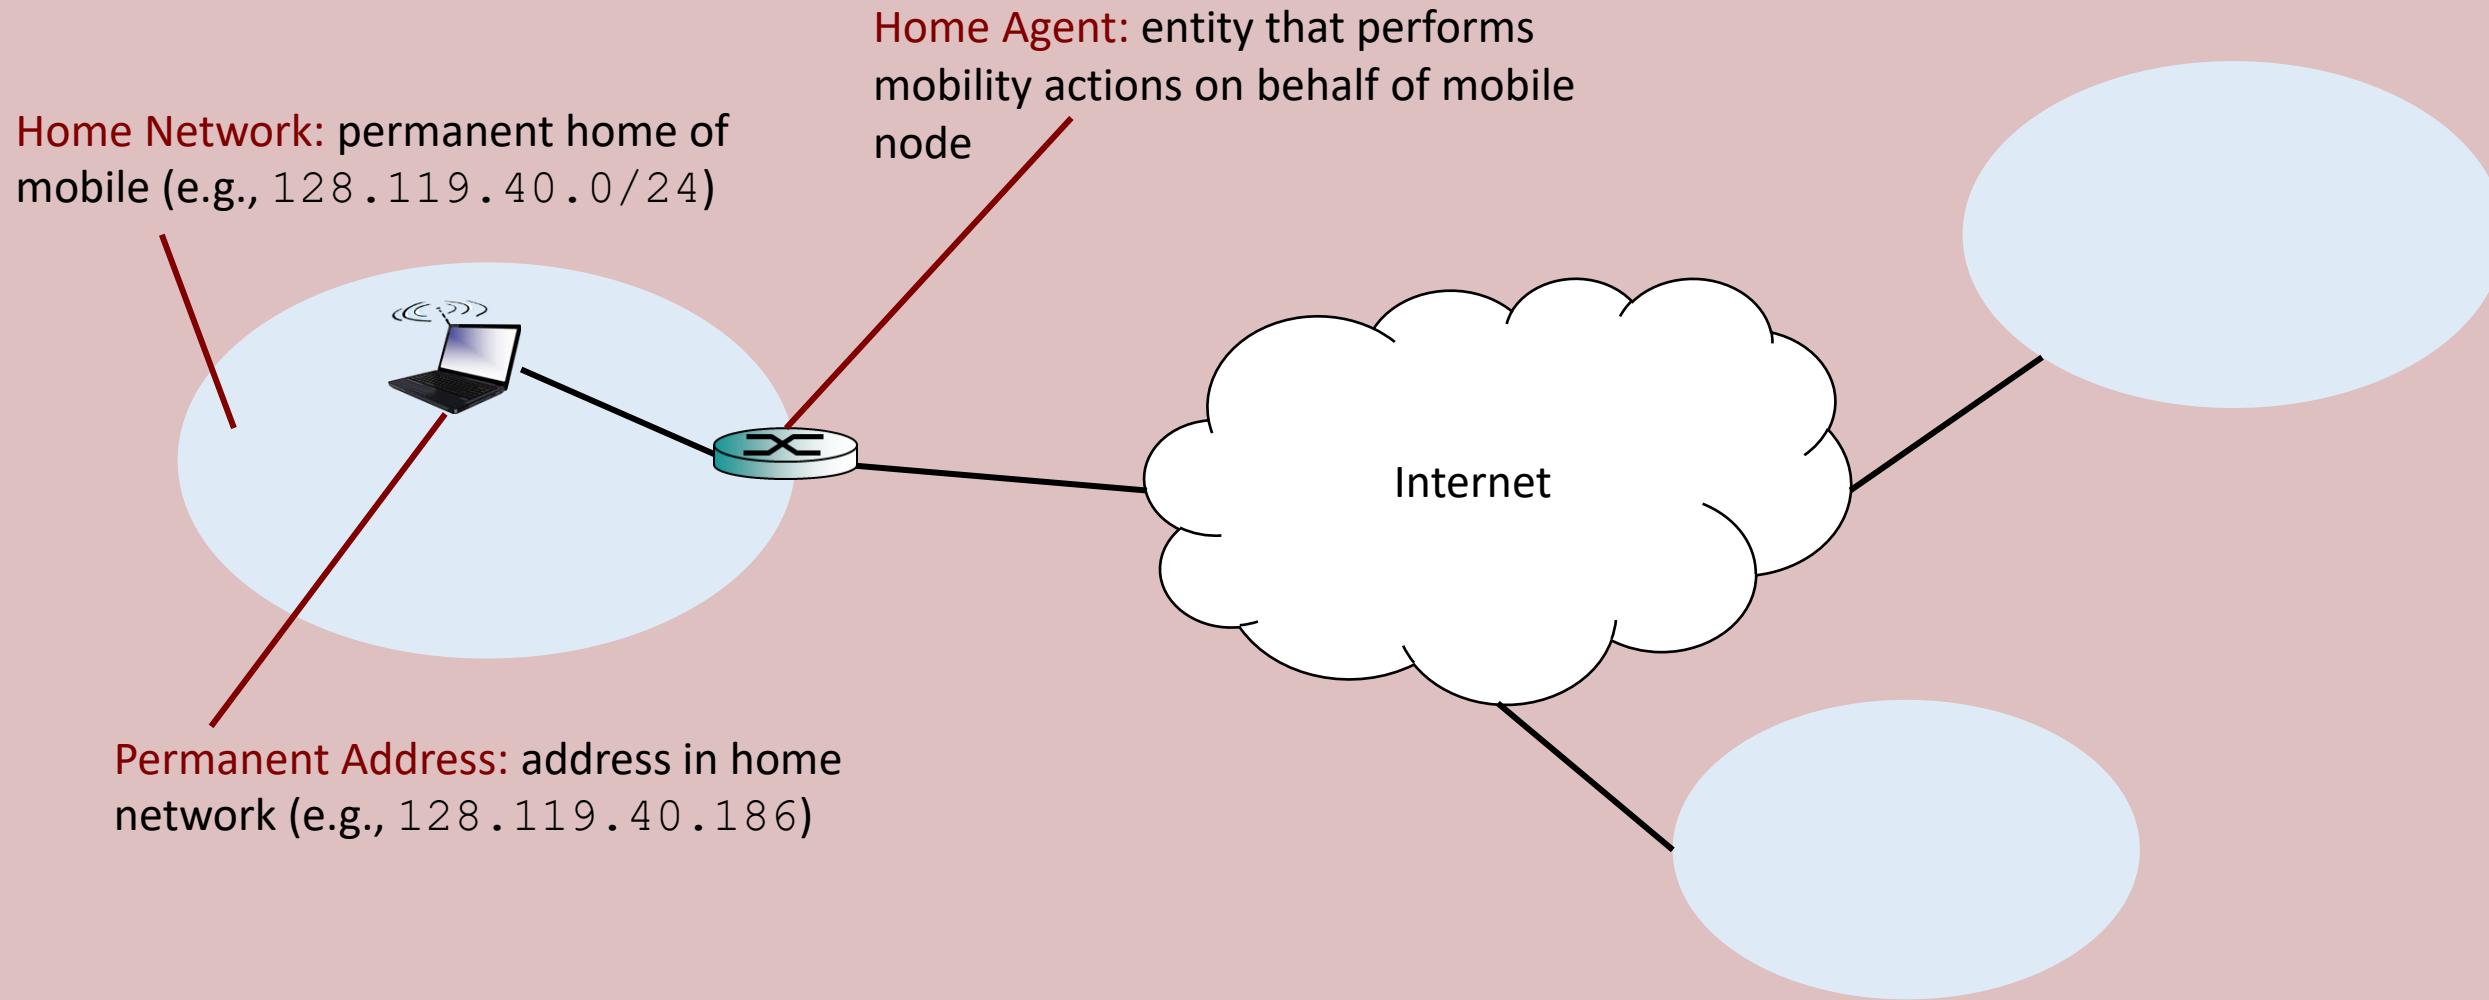 Home Agent: entity that performs
mobility actions on behalf of mobile
node
Home Network: permanent home of
mobile (e.g., 128.119.40.0/24)
Internet
Permanent Address: address in home
network (e.g., 128.119.40.186)